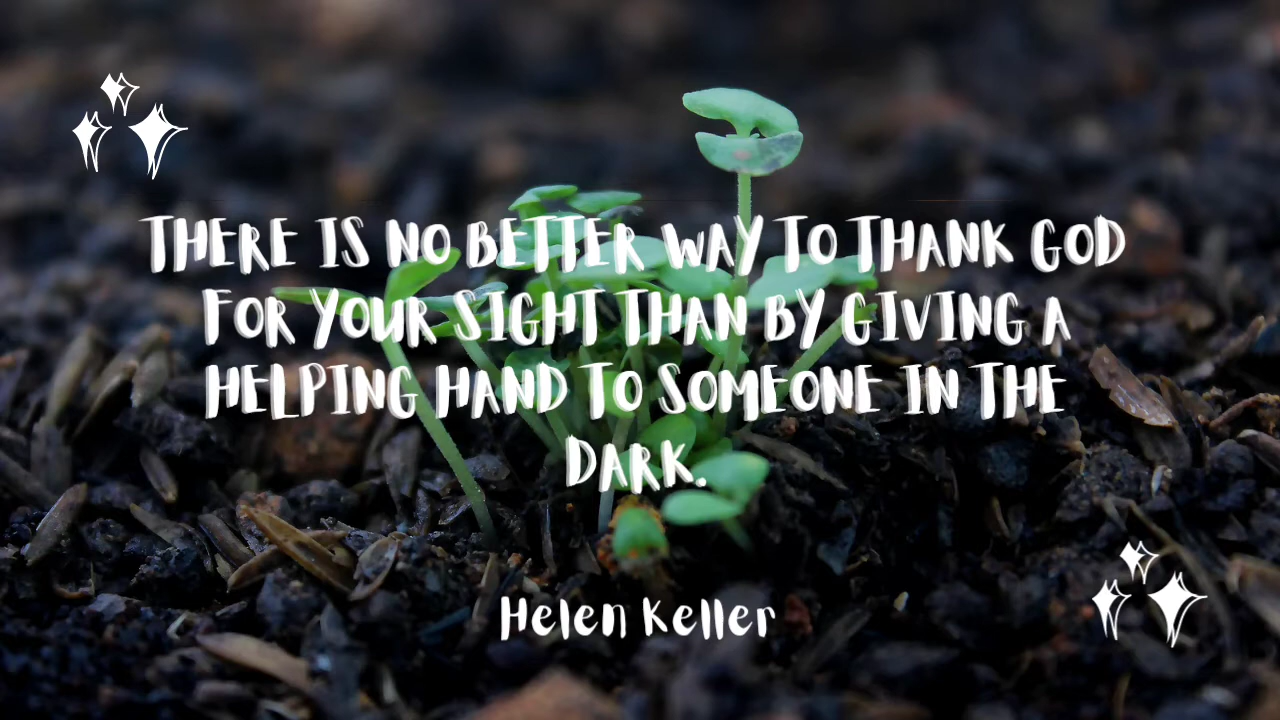 THERE IS NO BETTER WAY TO THANK GOD
FOR YOUR SIGHT THAN BY GIVING A
HELPING HAND TO SOMEONE IN THE
DARK.
Helen Keller